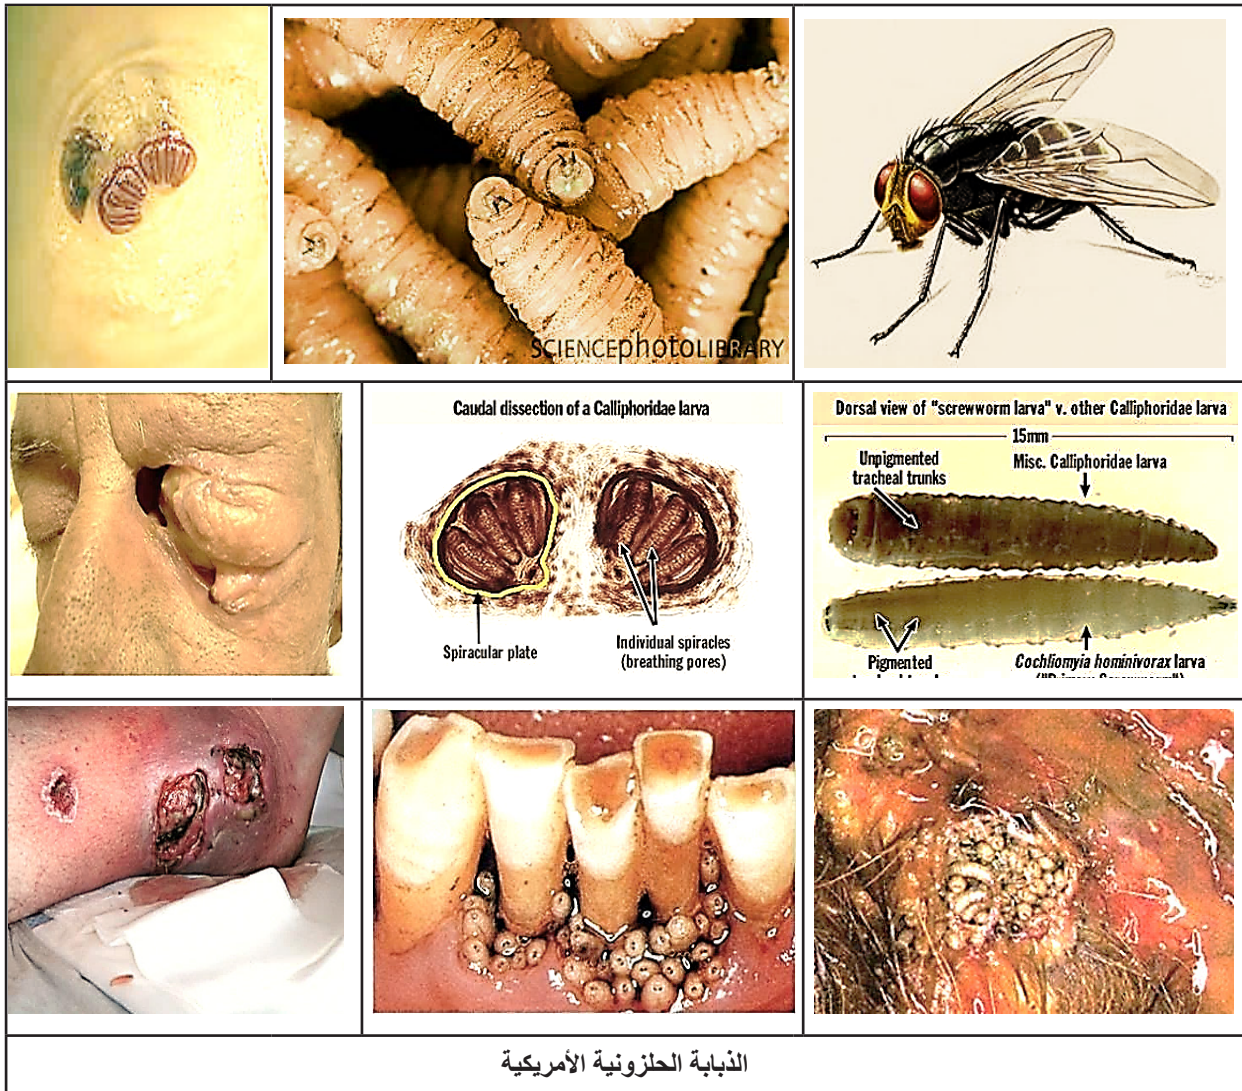 SCIENCEphotoLIBRARY
Caudal dissection of a Calliphoridae larva
Spiracular plate
Individual spiracles
(breathing pores)
Dorsal view of "screwworm larva" v. other Calliphoridae larva
15mm
Unpigmented
tracheal trunks
Misc. Calliphoridae larva
Pigmented
Cochliomyia hominivorax larva
الذبابة الحلزونية الأمريكية